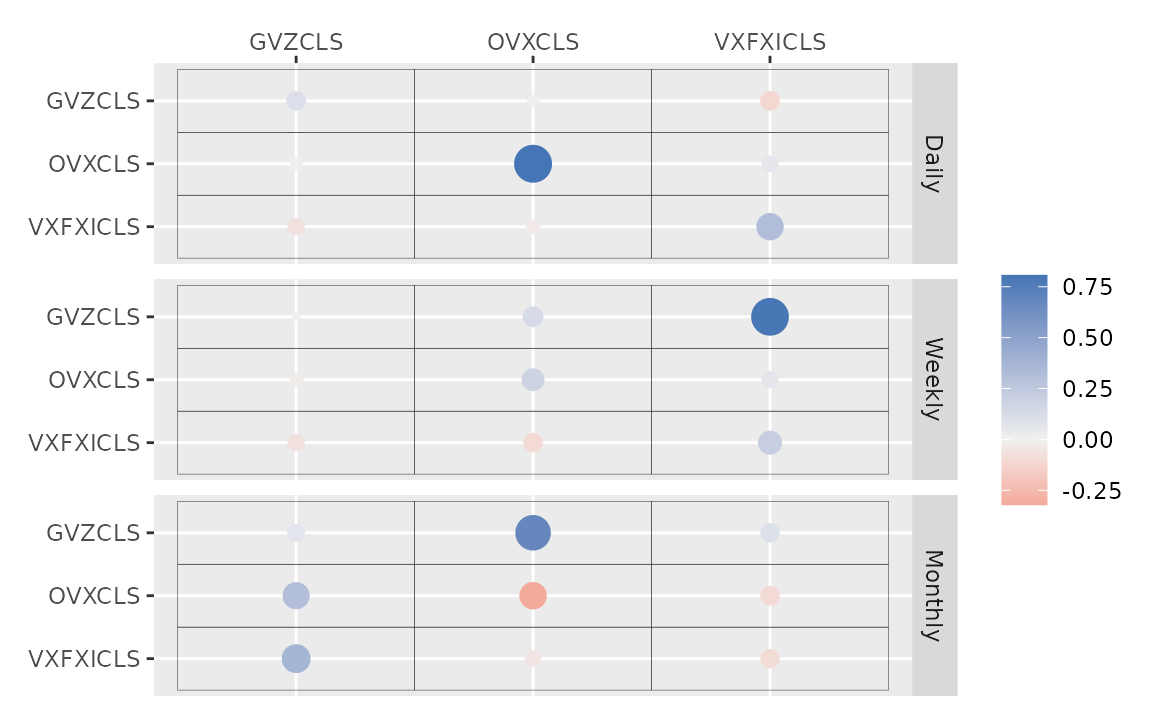 GVZCLS OVXCLS VXFXICLS
GVZCLS
OVXCLS
VXFXICLS
Daily
GVZCLS
OVXCLS
VXFXICLS
Weekly
GVZCLS
OVXCLS
VXFXICLS
Monthly
0.75
0.50
0.25
0.00
-0.25